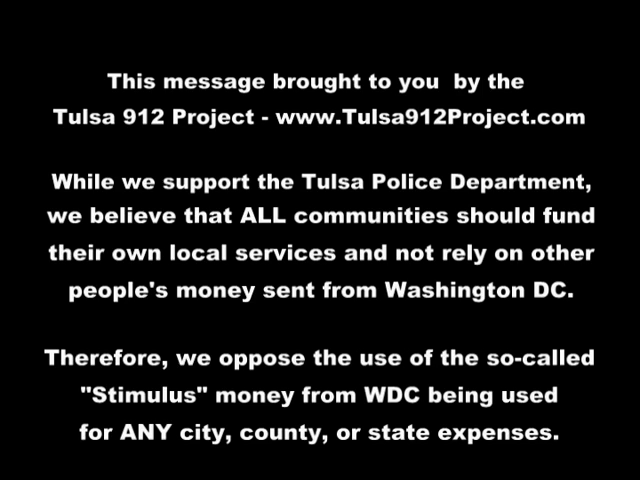 This message brought to you  by the
Tulsa 912 Project - www.Tulsa912Project.com
While we support the Tulsa Police Department,
we believe that ALL communities should fund
their own local services and not rely on other
people's money sent from Washington DC.
Therefore, we oppose the use of the so-called
"Stimulus" money from WDC being used
for ANY city, county, or state expenses.